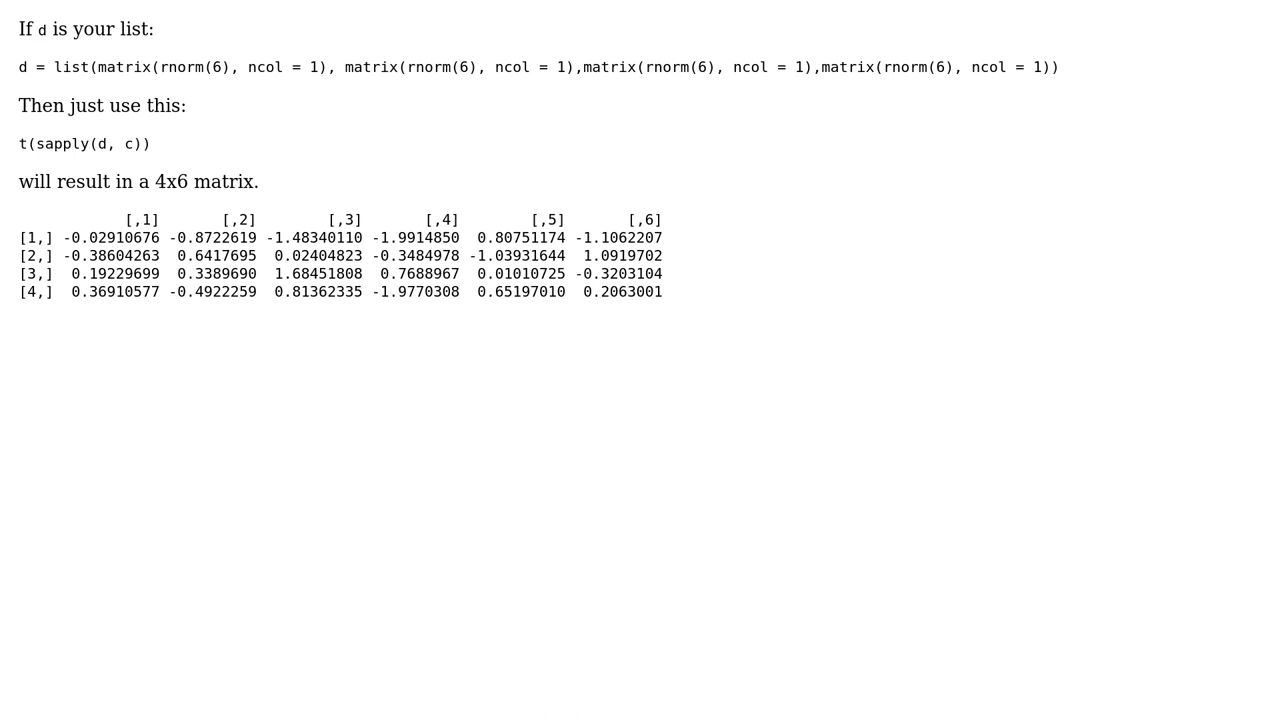 If d is your list:
d = list(matrix(rnorm(6), ncol = 1), matrix(rnorm(6), ncol = 1),matrix(rnorm(6), ncol = 1),matrix(rnorm(6), ncol = 1))
Then just use this:
t(sapply(d, c))
will result in a 4x6 matrix.
            [,1]       [,2]        [,3]       [,4]        [,5]       [,6]
[1,] -0.02910676 -0.8722619 -1.48340110 -1.9914850  0.80751174 -1.1062207
[2,] -0.38604263  0.6417695  0.02404823 -0.3484978 -1.03931644  1.0919702
[3,]  0.19229699  0.3389690  1.68451808  0.7688967  0.01010725 -0.3203104
[4,]  0.36910577 -0.4922259  0.81362335 -1.9770308  0.65197010  0.2063001